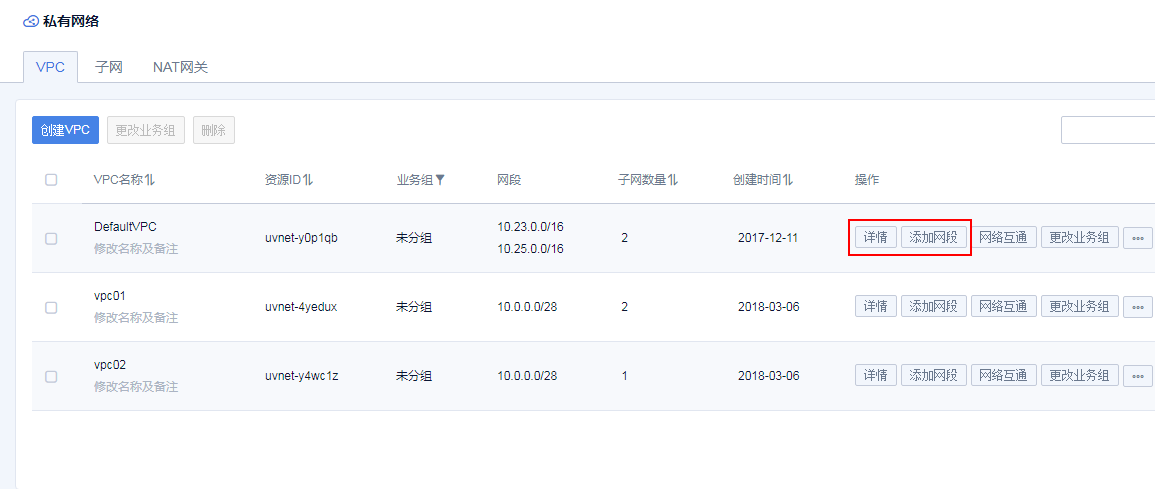 私有网络
VPC 子网 NAT网关
创建VPC 更改业务组 删除
VPC名称 资源ID 业务组 网段 子网数量 创建时间 操作
DefaultVPC
修改名称及备注
uvnet-y0p1qb 未分组
10.23.0.0/16
10.25.0.0/16
2 2017-12-11 详情 添加网段 网络互通 更改业务组 •••
vpc01
修改名称及备注
uvnet-4yedux 未分组 10.0.0.0/28 2 2018-03-06 详情 添加网段 网络互通 更改业务组 •••
vpc02
修改名称及备注
uvnet-y4wc1z 未分组 10.0.0.0/28 1 2018-03-06 详情 添加网段 网络互通 更改业务组 •••